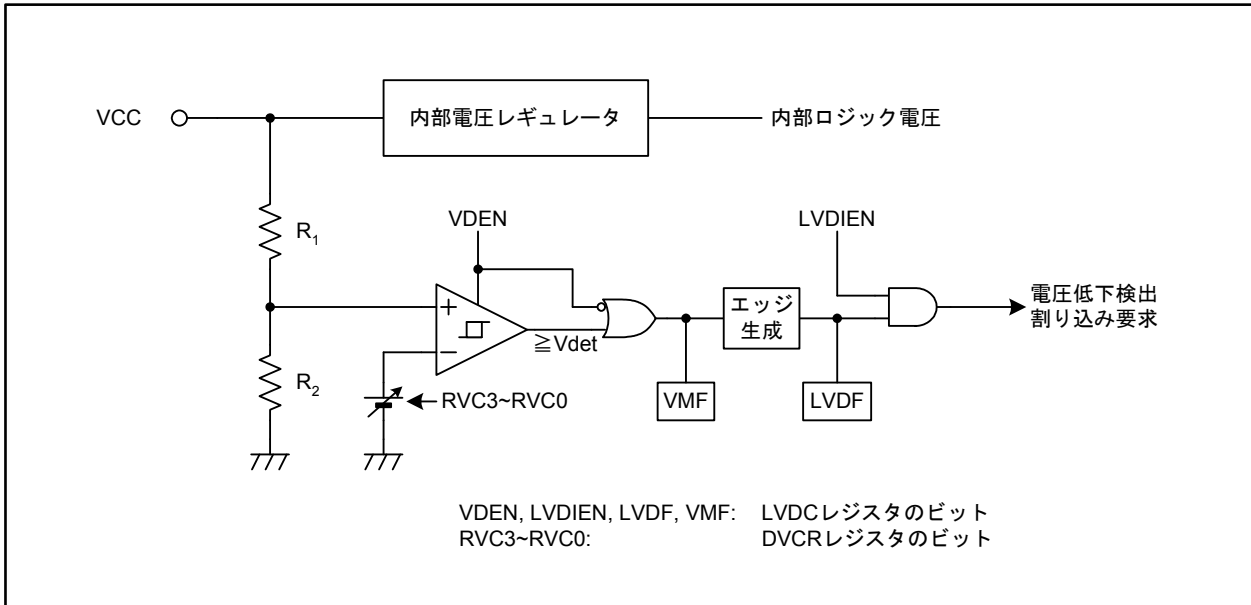 VCC
内部電圧レギュレータ
内部ロジック電圧
R1
VDEN
LVDIEN
+
−
≧Vdet
エッジ
生成
電圧低下検出
割り込み要求
R2
RVC3~RVC0
VMF
LVDF
VDEN, LVDIEN, LVDF, VMF: LVDCレジスタのビット
RVC3~RVC0: DVCRレジスタのビット